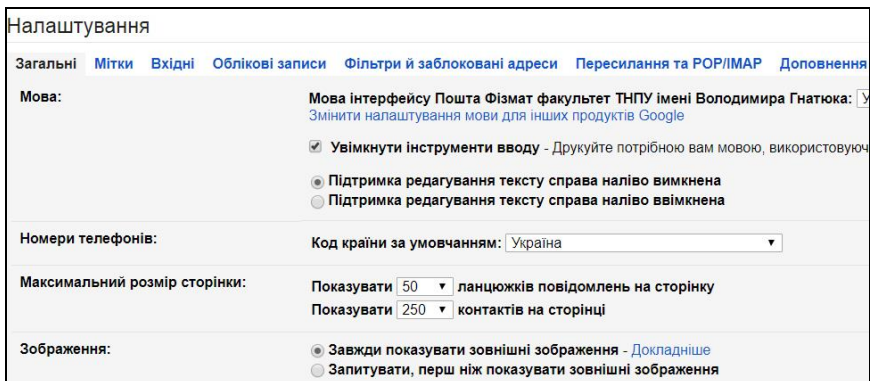 Налаштування
Загальні Мітки Вхідні Облікові записи Фільтри й заблоковані адреси Пересилання та POP/IMAP Доповнення
Мова: Мова інтерфейсу Пошта Фізмат факультет ТНПУ імені Володимира Гнатюка:
Змінити налаштування мови для інших продуктів Google
Увімкнути інструменти вводу - Друкуйте потрібною вам мовою,
Підтримка редагування тексту справа наліво вимкнена
Підтримка редагування тексту справа наліво ввімкнена
Номери телефонів: Код країни за умовчанням: Україна
Максимальний розмір сторінки: Показувати 50 ланцюжків повідомлень на сторінку
Показувати 250 контактів на сторінці
Зображення: Завжди показувати зовнішні зображення - Докладніше
Запитувати, перш ніж показувати зовнішні зображення